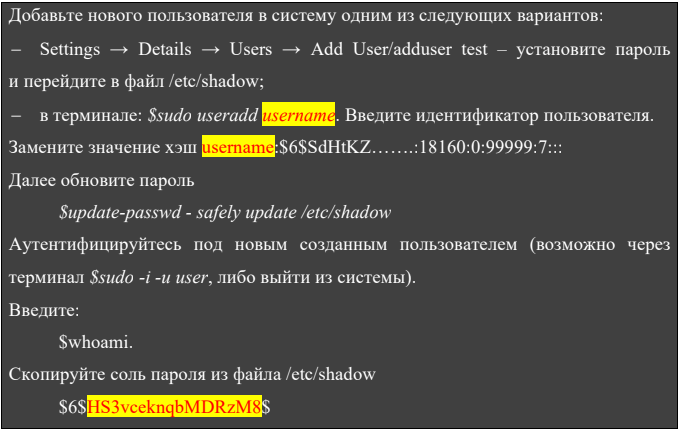 Добавьте нового пользователя в систему одним из следующих вариантов:
– Settings → Details → Users → Add User/adduser test – установите пароль
и перейдите в файл /etc/shadow;
– в терминале: $sudo useradd username. Введите идентификатор пользователя.
Замените значение хэш username:$6$SdHtKZ…….:18160:0:99999:7:::
Далее обновите пароль
$update-passwd - safely update /etc/shadow
Аутентифицируйтесь под новым созданным пользователем (возможно через
терминал $sudo -i -u user, либо выйти из системы).
Введите:
$whoami.
Скопируйте соль пароля из файла /etc/shadow
$6$HS3vceknqbMDRzM8$